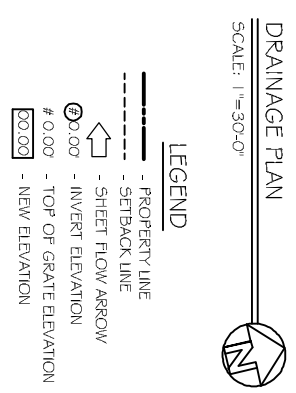 DRAINAGE PLAN
SCALE: 1"=30'-0"
N
LEGEND
- PROPERTY LINE
- SETBACK LINE
- SHEET FLOW ARROW
# 0.00' - INVERT ELEVATION
# 0.00' - TOP OF GRATE ELEVATION
00.00' - NEW ELEVATION